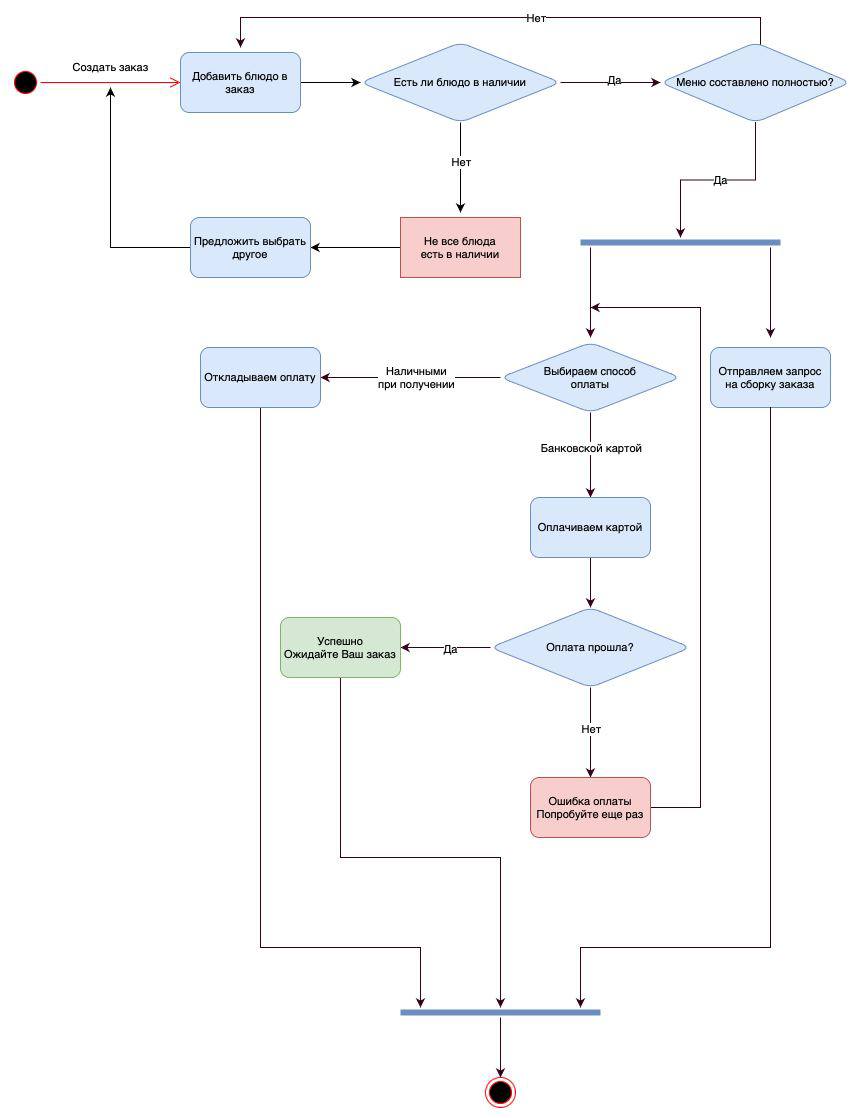 Нет
Создать заказ
Добавить блюдо в
заказ
Есть ли блюдо в наличии
Да
Меню составлено полностью?
Нет
Да
Предложить выбрать
другое
Не все блюда
есть в наличии
Откладываем оплату
Наличными
при получении
Выбираем способ
оплаты
Отправляем запрос
на сборку заказа
Банковской картой
Оплачиваем картой
Успешно
Ожидайте Ваш заказ
Да
Оплата прошла?
Нет
Ошибка оплаты
Попробуйте еще раз